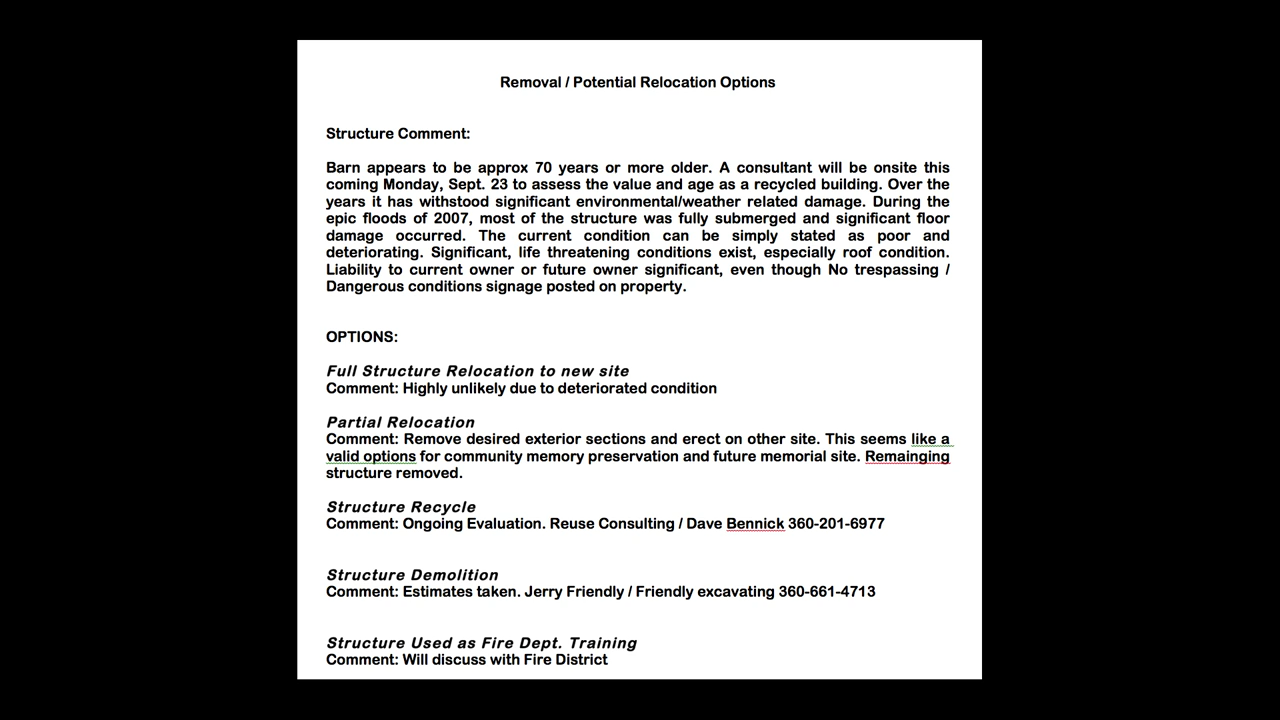 Removal / Potential Relocation Options
Structure Comment:
Barn appears to be approx 70 years or more older. A consultant will be onsite this
coming Monday, Sept. 23 to assess the value and age as a recycled building. Over the
years it has withstood significant environmental/weather related damage. During the
epic floods of 2007, most of the structure was fully submerged and significant floor
damage occurred. The current condition can be simply stated as poor and
deteriorating. Significant, life threatening conditions exist, especially roof condition.
Liability to current owner or future owner significant, even though No trespassing /
Dangerous conditions signage posted on property.
OPTIONS:
Full Structure Relocation to new site
Comment: Highly unlikely due to deteriorated condition
Partial Relocation
Comment: Remove desired exterior sections and erect on other site. This seems like a
valid options for community memory preservation and future memorial site. Remainging
structure removed.
Structure Recycle
Comment: Ongoing Evaluation. Reuse Consulting / Dave Bennick 360-201-6977
Structure Demolition
Comment: Estimates taken. Jerry Friendly / Friendly excavating 360-661-4713
Structure Used as Fire Dept. Training
Comment: Will discuss with Fire District